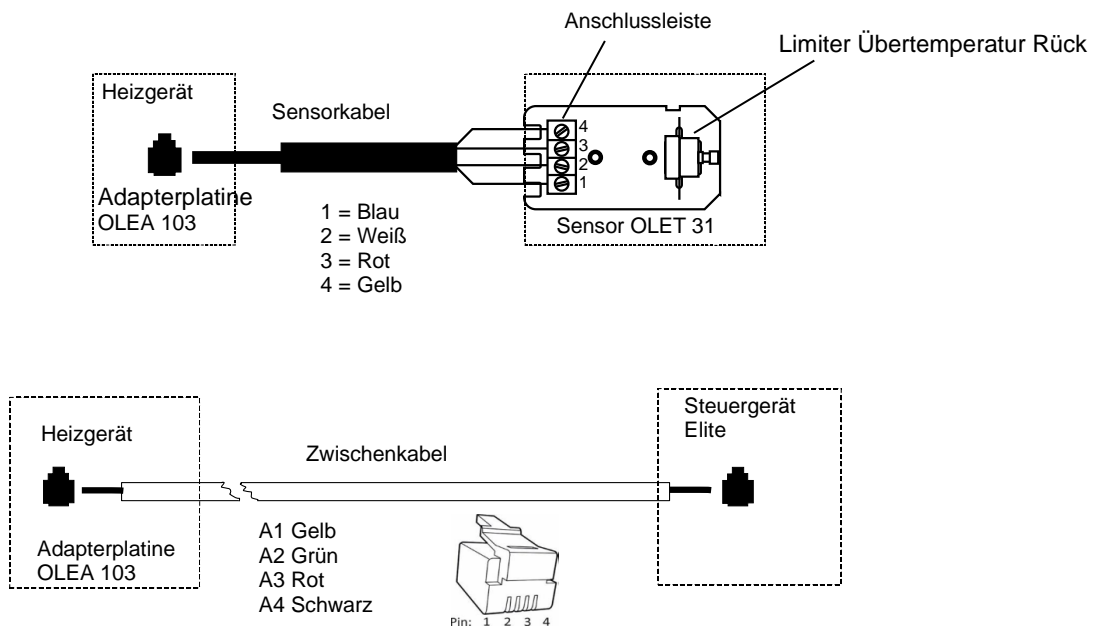 Anschlussleiste
Limiter Übertemperatur Rück
Heizgerät
Sensorkabel
4
3
2
1
Adapterplatine
OLEA 103
1 = Blau
2 = Weiß
3 = Rot
4 = Gelb
Sensor OLET 31
Steuergerät
Elite
Heizgerät
Zwischenkabel
A1 Gelb
A2 Grün
A3 Rot
A4 Schwarz
Adapterplatine
OLEA 103
Pin: 1 2 3 4